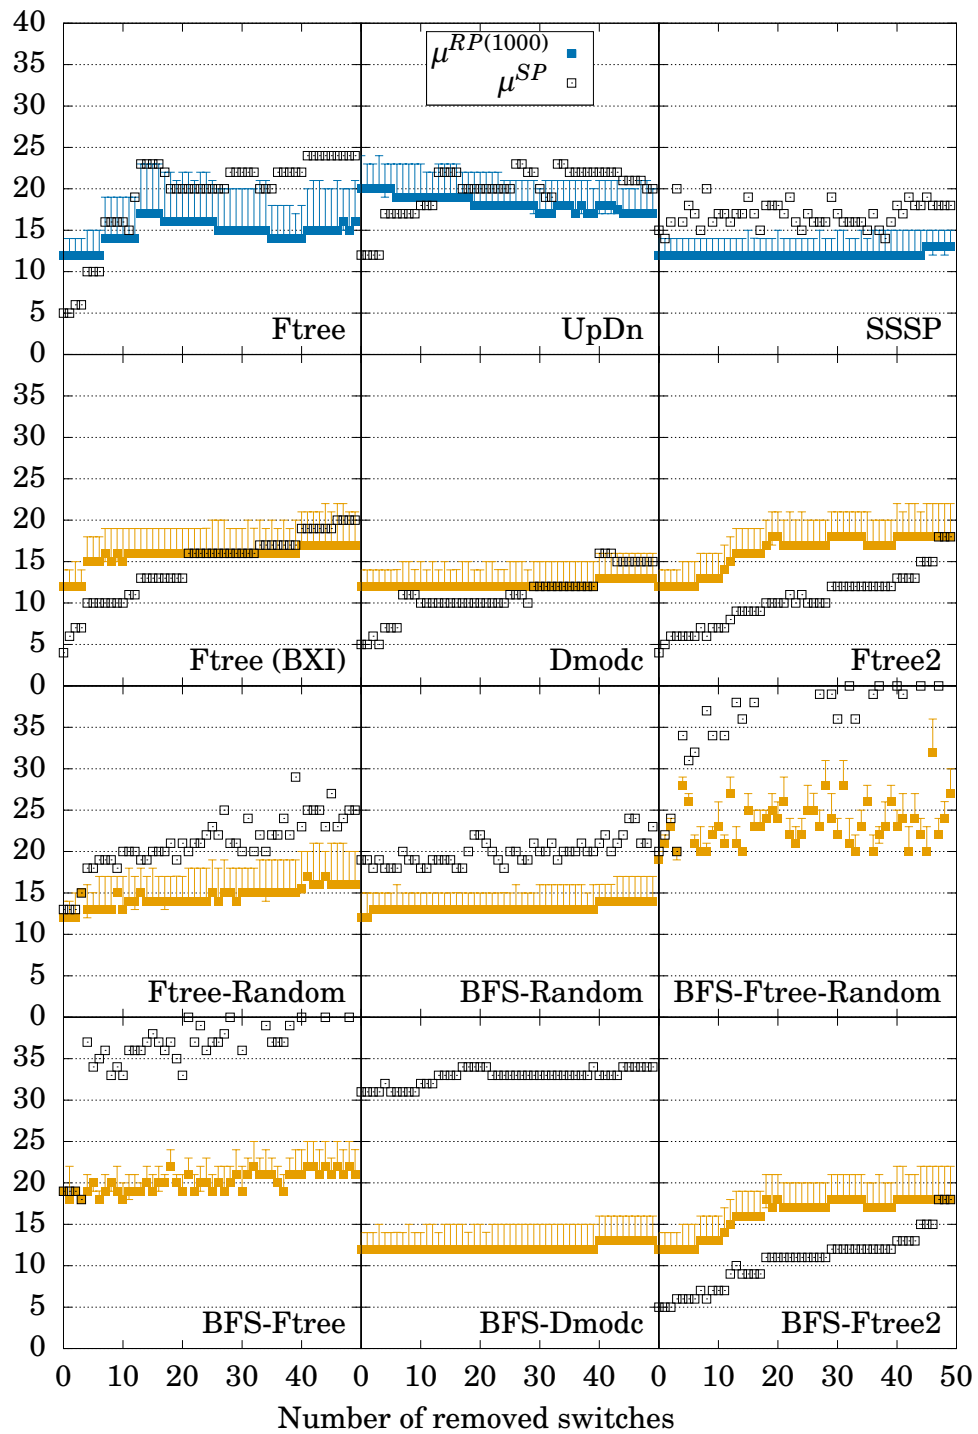 40
35
30
25
20
15
10
5
0
μ^RP(1000)
μ^SP
Ftree
UpDn
SSSP
35
30
25
20
15
10
5
0
Ftree (BXI)
Dmodc
Ftree2
35
30
25
20
15
10
5
0
Ftree-Random
BFS-Random
BFS-Ftree-Random
35
30
25
20
15
10
5
0
BFS-Ftree
BFS-Dmodc
BFS-Ftree2
0 10 20 30 40 0 10 20 30 40 0 10 20 30 40 50
Number of removed switches